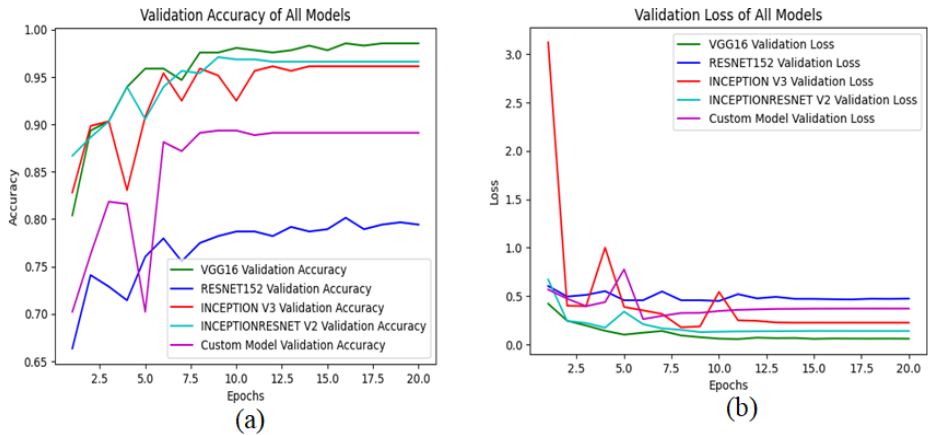 Validation Accuracy of All Models
1.00
0.95
0.90
0.85
0.80
0.75
0.70
0.65
Accuracy
VGG16 Validation Accuracy
RESNET152 Validation Accuracy
INCEPTION V3 Validation Accuracy
INCEPTIONRESNET V2 Validation Accuracy
Custom Model Validation Accuracy
2.5 5.0 7.5 10.0 12.5 15.0 17.5 20.0
Epochs
(a)
Validation Loss of All Models
3.0
2.5
2.0
1.5
1.0
0.5
0.0
Loss
VGG16 Validation Loss
RESNET152 Validation Loss
INCEPTION V3 Validation Loss
INCEPTIONRESNET V2 Validation Loss
Custom Model Validation Loss
2.5 5.0 7.5 10.0 12.5 15.0 17.5 20.0
Epochs
(b)